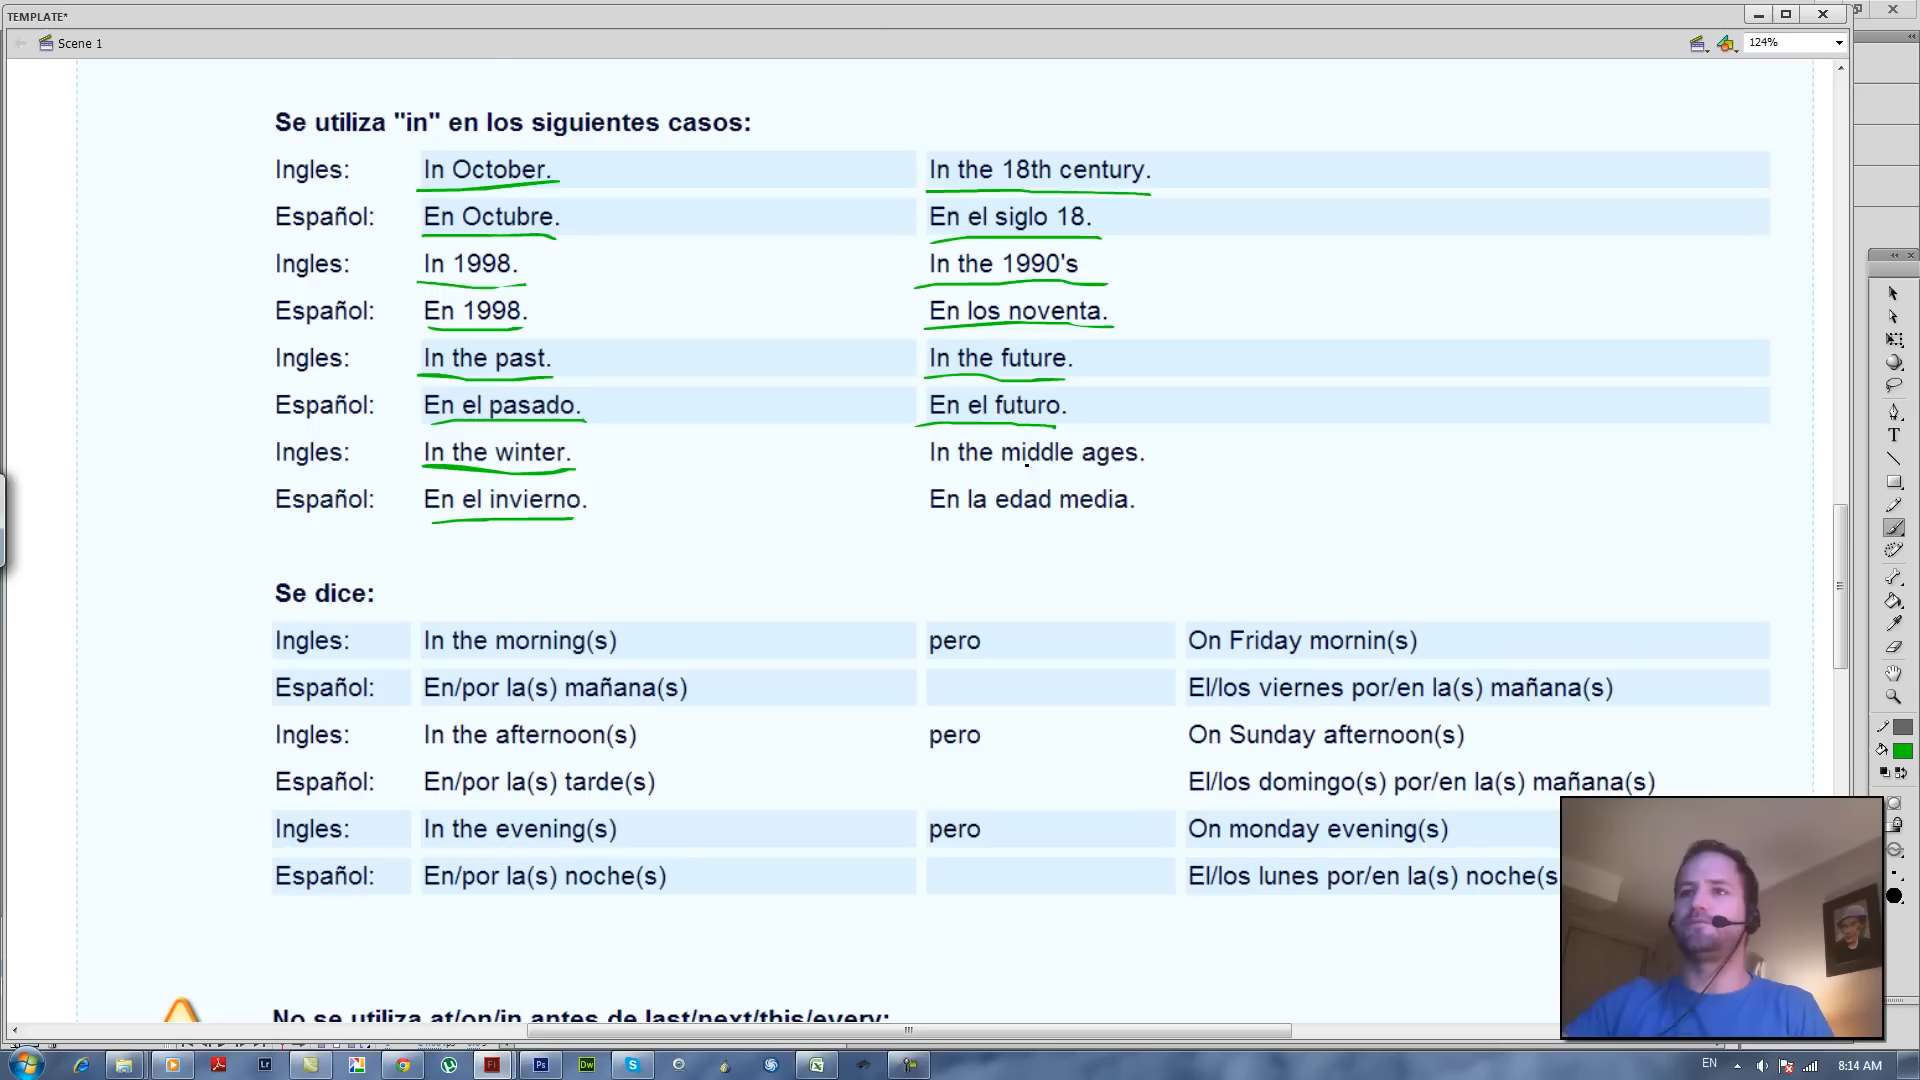 TEMPLATE*
Scene 1
124%
Se utiliza "in" en los siguientes casos:
Ingles: In October. In the 18th century.
Español: En Octubre. En el siglo 18.
Ingles: In 1998. In the 1990's
Español: En 1998. En los noventa.
Ingles: In the past. In the future.
Español: En el pasado. En el futuro.
Ingles: In the winter. In the middle ages.
Español: En el invierno. En la edad media.
Se dice:
Ingles: In the morning(s) pero On Friday mornin(s)
Español: En/por la(s) mañana(s) El/los viernes por/en la(s) mañana(s)
Ingles: In the afternoon(s) pero On Sunday afternoon(s)
Español: En/por la(s) tarde(s) El/los domingo(s) por/en la(s) mañana(s)
Ingles: In the evening(s) pero On monday evening(s)
Español: En/por la(s) noche(s) El/los lunes por/en la(s) noche(s
No se utiliza at/on/in antes de last/next/this/every:
EN 8:14 AM